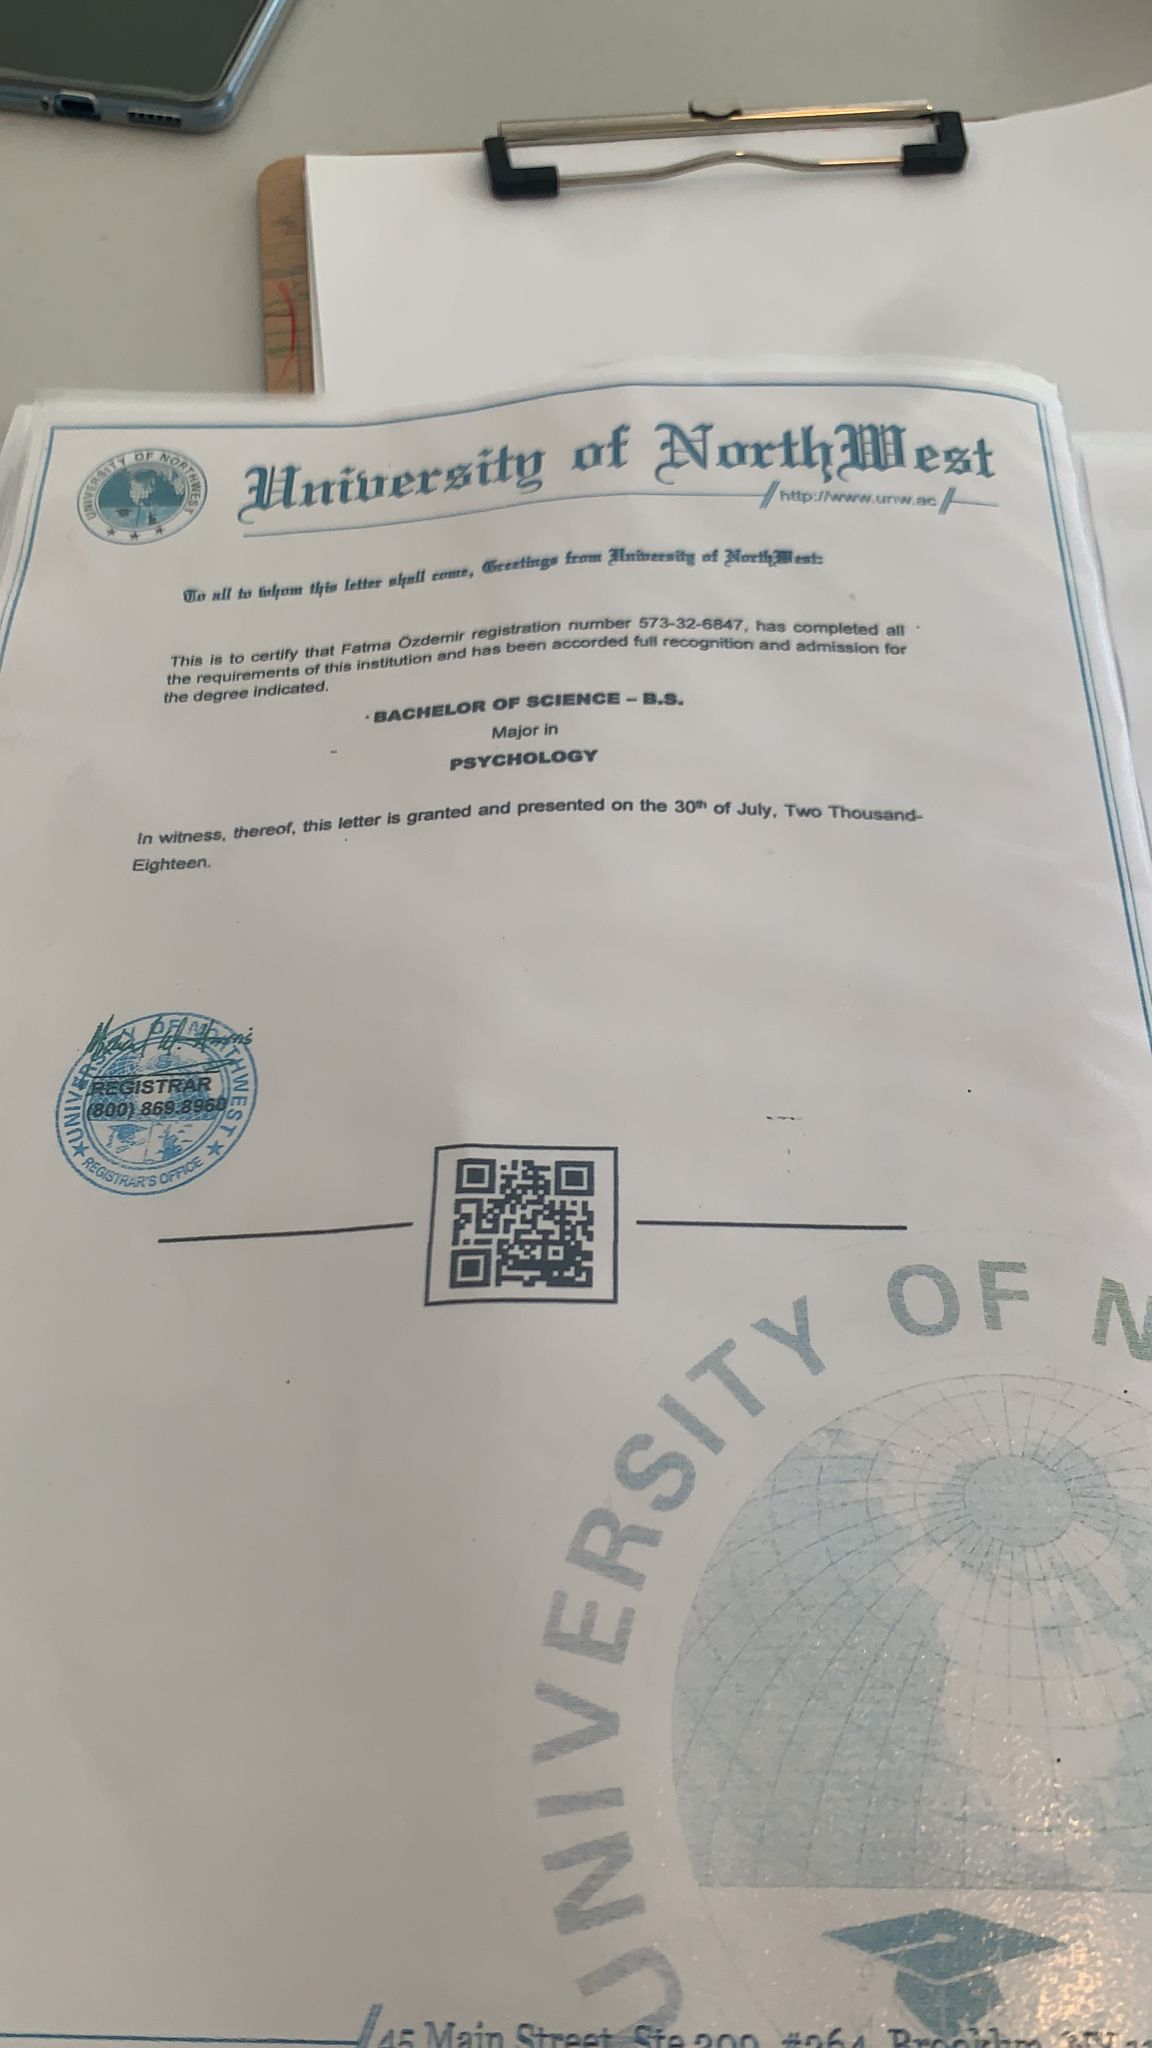 University of NorthWest
UNIVERSITY OF NORTHWEST
http://www.unw.ac
To all to whom this letter shall come, Greetings from University of NorthWest:
This is to certify that Fatma Özdemir registration number 573-32-6847, has completed all
the requirements of this institution and has been accorded full recognition and admission for
the degree indicated.
BACHELOR OF SCIENCE – B.S.
Major in
PSYCHOLOGY
In witness, thereof, this letter is granted and presented on the 30th of July, Two Thousand-
Eighteen.
UNIVERSITY OF NORTHWEST
REGISTRAR
(800) 869.8960
REGISTRAR'S OFFICE
UNIVERSITY OF N
45 Main Street, Ste 309, #264,